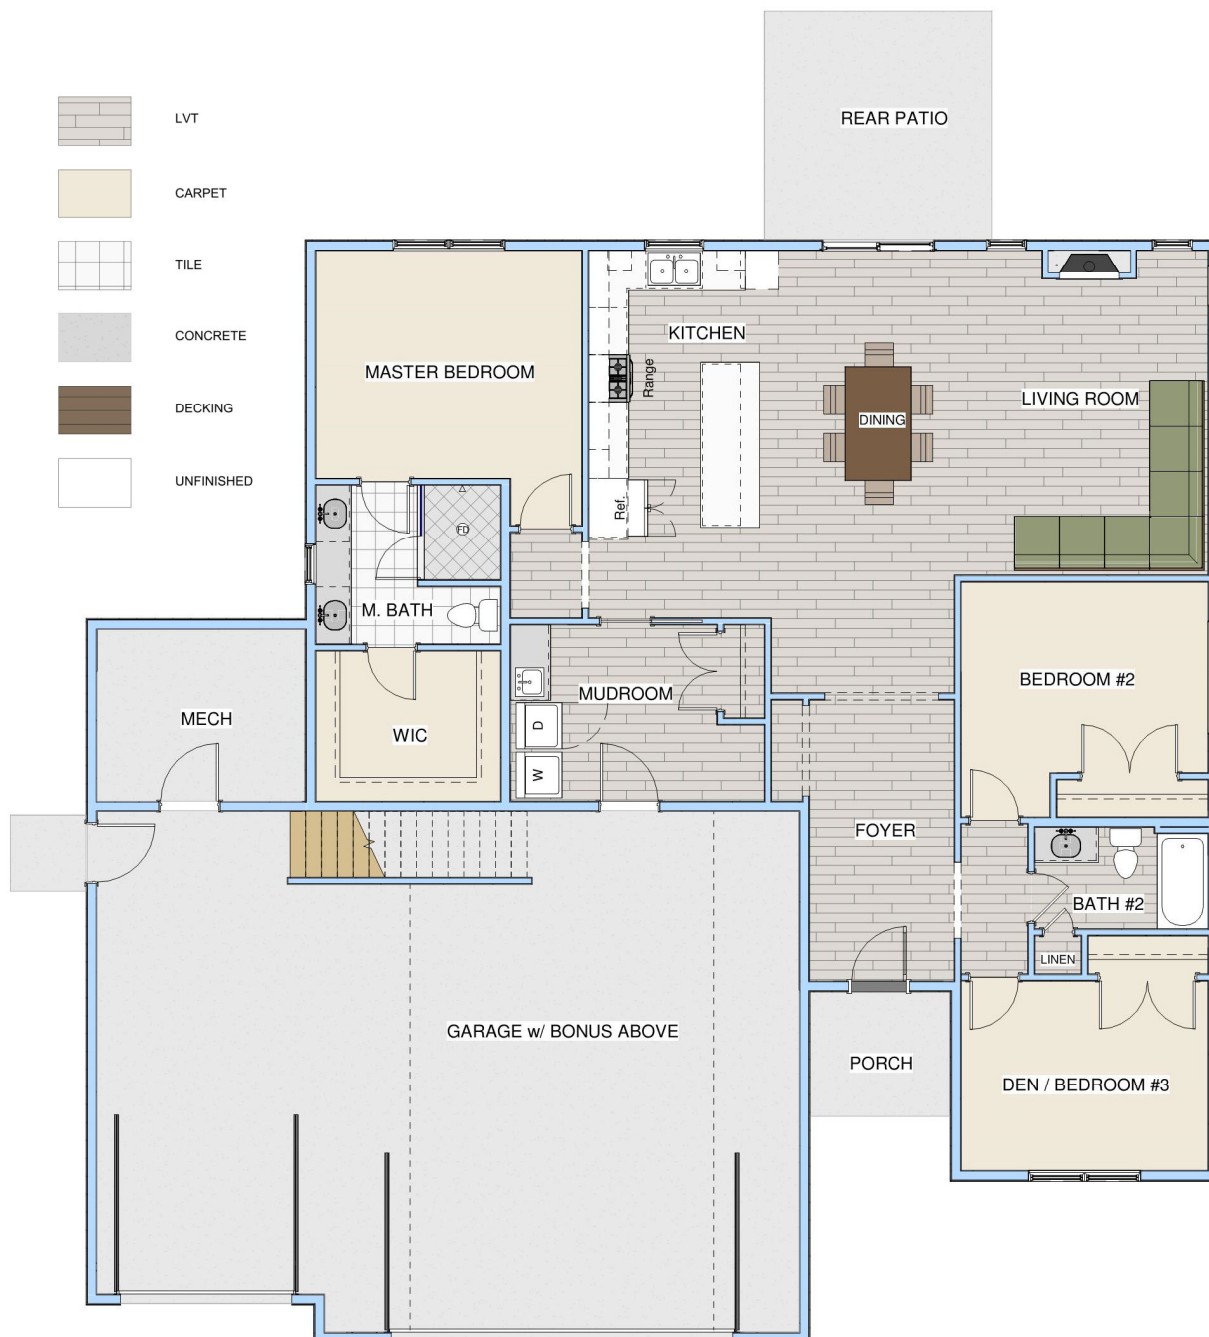 REAR PATIO
LVT
CARPET
TILE
CONCRETE
DECKING
UNFINISHED
KITCHEN
MASTER BEDROOM
Range
LIVING ROOM
DINING
Ref.
FD
M. BATH
BEDROOM #2
MUDROOM
MECH
WIC
D
W
FOYER
BATH #2
LINEN
GARAGE w/ BONUS ABOVE
PORCH
DEN / BEDROOM #3